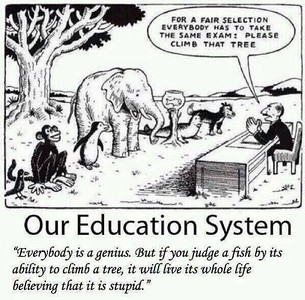 FOR A FAIR SELECTION
EVERYBODY HAS TO TAKE
THE SAME EXAM: PLEASE
CLIMB THAT TREE
Our Education System
“Everybody is a genius. But if you judge a fish by its
ability to climb a tree, it will live its whole life
believing that it is stupid.”